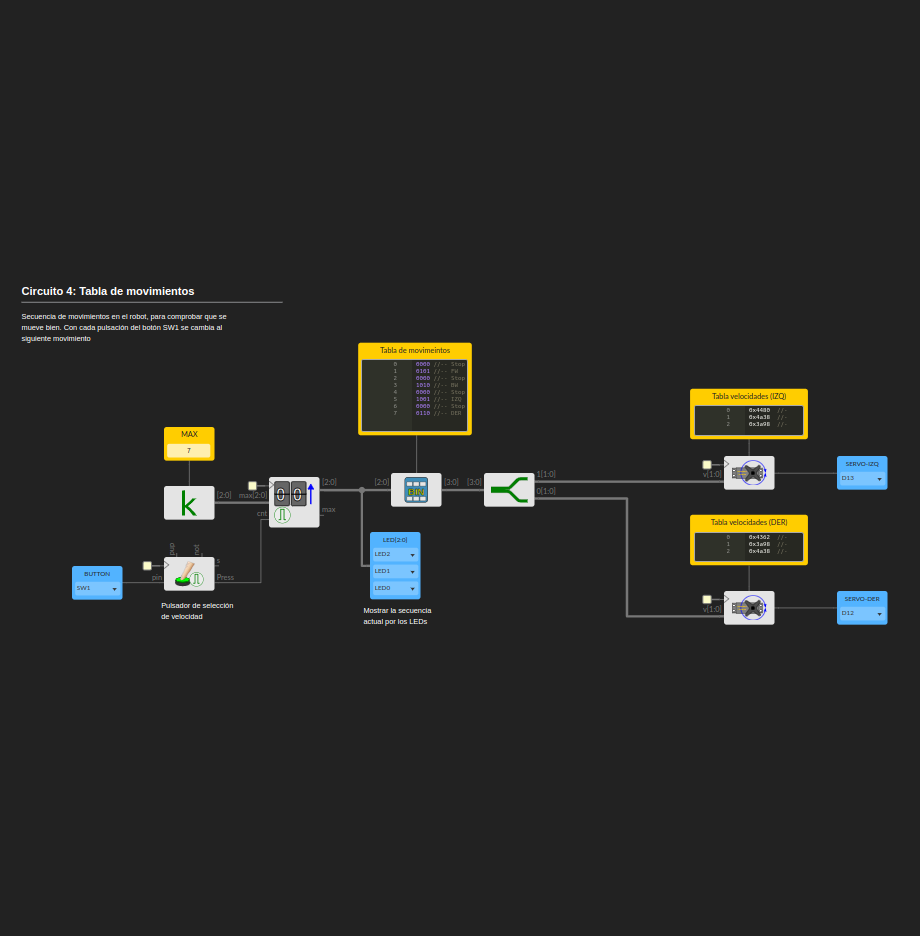 Circuito 4: Tabla de movimientos
Secuencia de movimientos en el robot, para comprobar que se
mueve bien. Con cada pulsación del botón SW1 se cambia al
siguiente movimiento
Tabla de movimeintos
0 0000 //-- Stop
1 0101 //-- FW
2 0000 //-- Stop
3 1010 //-- BW
4 0000 //-- Stop
5 1001 //-- IZQ
6 0000 //-- Stop
7 0110 //-- DER
MAX
7
k
[2:0]
max[2:0]
cnt
0 0
[2:0]
max
[2:0]
[3:0]
[3:0]
1[1:0]
0[1:0]
Tabla velocidades (IZQ)
0 0x4480 //-
1 0x4a38 //-
2 0x3a98 //-
v[1:0]
SERVO-IZQ
D13
Tabla velocidades (DER)
0 0x4362 //-
1 0x3a98 //-
2 0x4a38 //-
v[1:0]
SERVO-DER
D12
BUTTON
SW1
pup
not
pin
s
Press
Pulsador de selección
de velocidad
LED[2:0]
LED2
LED1
LED0
Mostrar la secuencia
actual por los LEDs